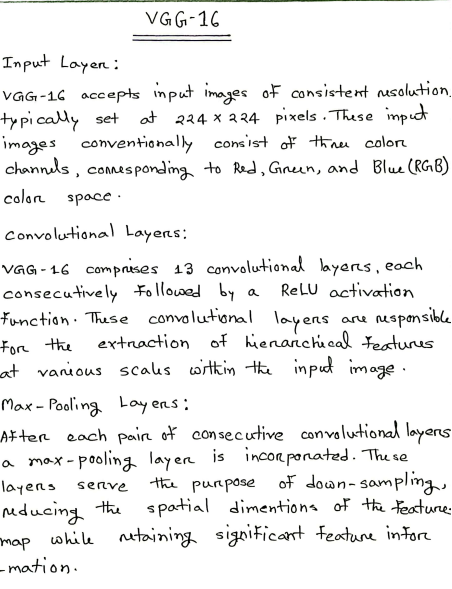 VGG-16
Input Layer:
VGG-16 accepts input images of consistent resolution,
typically set at 224 x 224 pixels. These input
images conventionally consist of three color
channels, corresponding to Red, Green, and Blue (RGB)
color space.
Convolutional Layers:
VGG-16 comprises 13 convolutional layers, each
consecutively followed by a ReLU activation
function. These convolutional layers are responsible
for the extraction of hierarchical features
at various scales within the input image.
Max-Pooling Layers:
After each pair of consecutive convolutional layers
a max-pooling layer is incorporated. These
layers serve the purpose of down-sampling,
reducing the spatial dimentions of the feature
map while retaining significant feature infor
-mation.